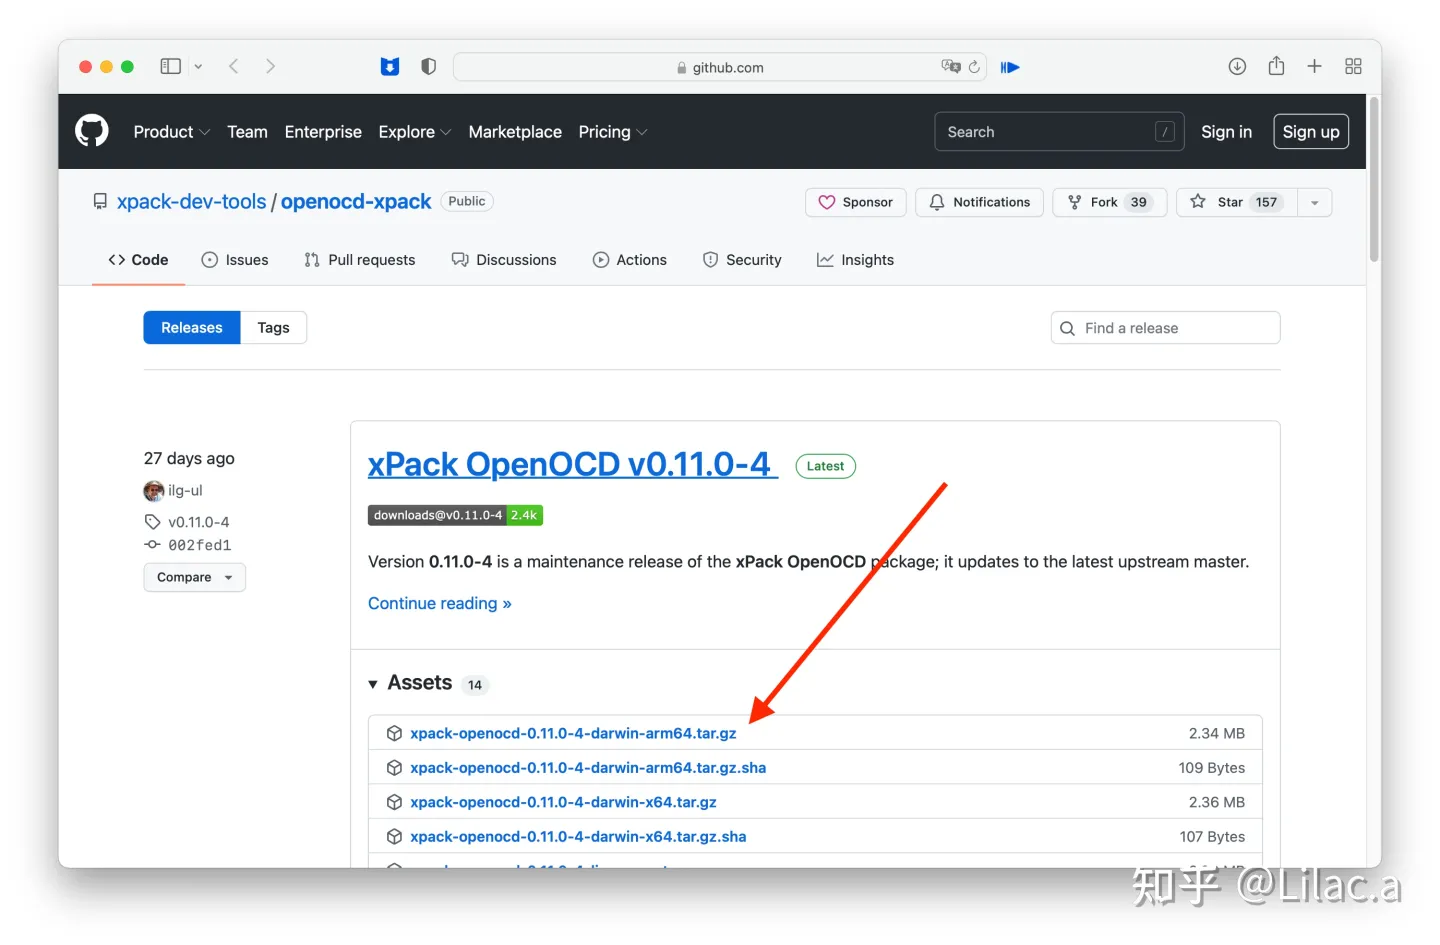 github.com
Product Team Enterprise Explore Marketplace Pricing Search / Sign in Sign up
xpack-dev-tools / openocd-xpack Public Sponsor Notifications Fork 39 Star 157
Code Issues Pull requests Discussions Actions Security Insights
Releases Tags Find a release
27 days ago
ilg-ul
v0.11.0-4
002fed1
Compare
xPack OpenOCD v0.11.0-4 Latest
downloads@v0.11.0-4 2.4k
Version 0.11.0-4 is a maintenance release of the xPack OpenOCD package; it updates to the latest upstream master.
Continue reading »
Assets 14
xpack-openocd-0.11.0-4-darwin-arm64.tar.gz 2.34 MB
xpack-openocd-0.11.0-4-darwin-arm64.tar.gz.sha 109 Bytes
xpack-openocd-0.11.0-4-darwin-x64.tar.gz 2.36 MB
xpack-openocd-0.11.0-4-darwin-x64.tar.gz.sha 107 Bytes
知乎 @Lilac.a